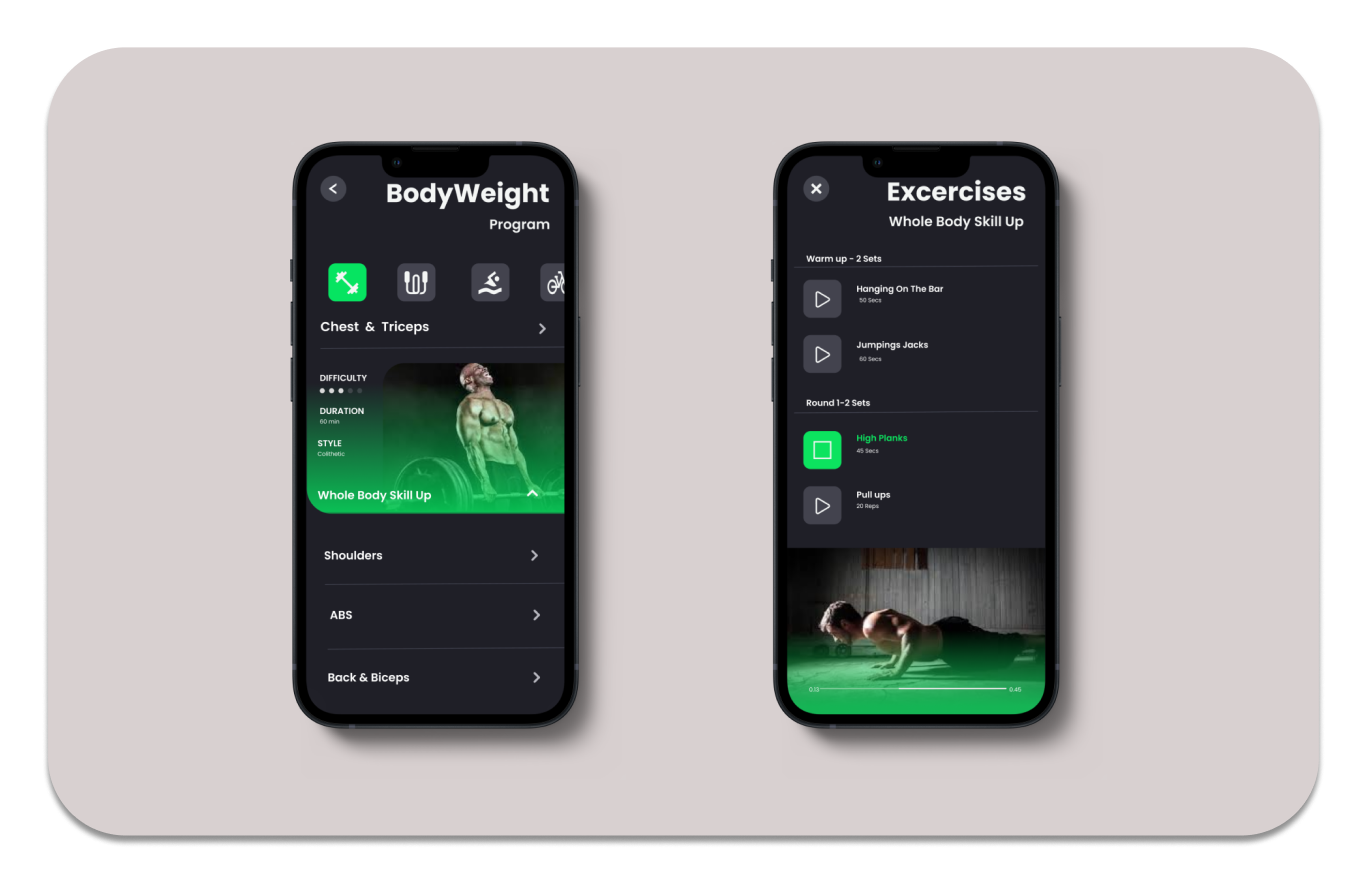 BodyWeight
Program
Chest & Triceps
DIFFICULTY
DURATION
60 min
STYLE
Colithetic
Whole Body Skill Up
Shoulders
ABS
Back & Biceps
Excercises
Whole Body Skill Up
Warm up - 2 Sets
Hanging On The Bar
50 Secs
Jumpings Jacks
60 Secs
Round 1-2 Sets
High Planks
45 Secs
Pull ups
20 Reps
0.13
0.45